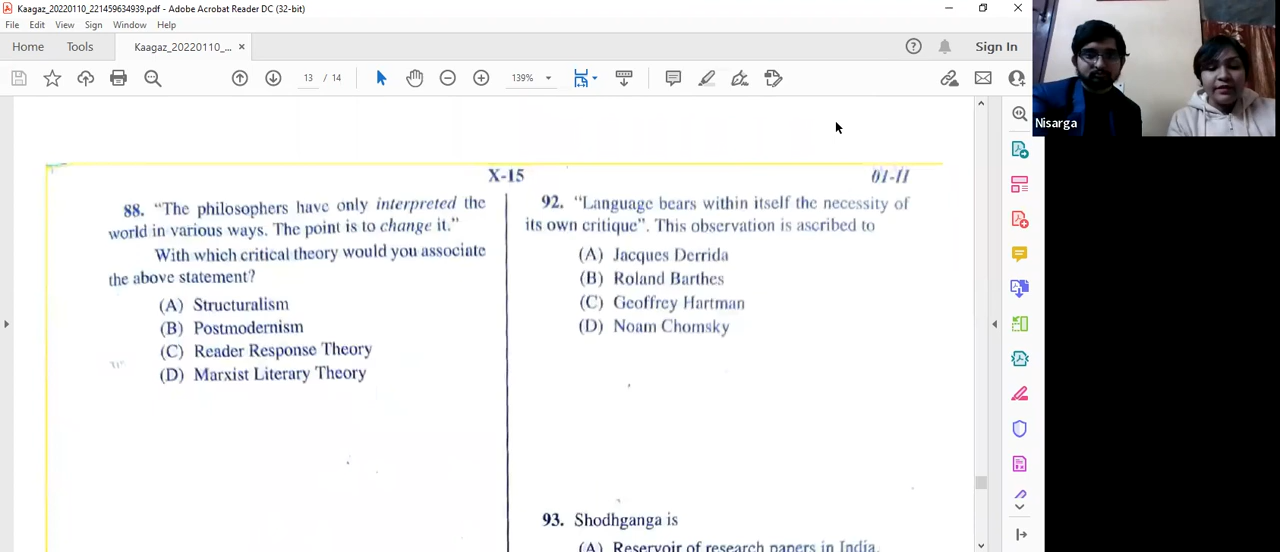 Kaagaz_20220110_221459634939.pdf - Adobe Acrobat Reader DC (32-bit)
File Edit View Sign Window Help
Home Tools Kaagaz_20220110_... × Sign In
13 / 14 139%
Nisarga
X-15 01-II
88. "The philosophers have only interpreted the
world in various ways. The point is to change it."
With which critical theory would you associate
the above statement?
(A) Structuralism
(B) Postmodernism
(C) Reader Response Theory
(D) Marxist Literary Theory
92. "Language bears within itself the necessity of
its own critique". This observation is ascribed to
(A) Jacques Derrida
(B) Roland Barthes
(C) Geoffrey Hartman
(D) Noam Chomsky
93. Shodhganga is
(A) Reservoir of research papers in India.